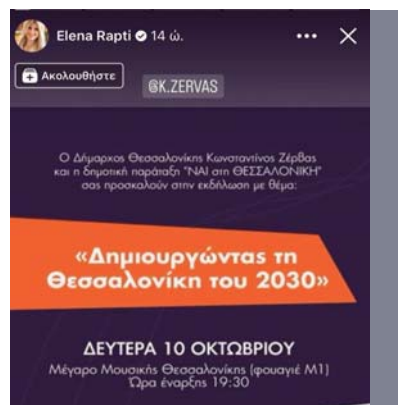 Elena Rapti 14 ώ.
Ακολουθήστε
@K.ZERVAS
Ο Δήμαρχος Θεσσαλονίκης Κωνσταντίνος Ζέρβας
και η δημοτική παράταξη "ΝΑΙ στη ΘΕΣΣΑΛΟΝΙΚΗ"
σας προσκαλούν στην εκδήλωση με θέμα:
«Δημιουργώντας τη
Θεσσαλονίκη του 2030»
ΔΕΥΤΕΡΑ 10 ΟΚΤΩΒΡΙΟΥ
Μέγαρο Μουσικής Θεσσαλονίκης (φουαγιέ Μ1)
Ώρα έναρξης 19:30